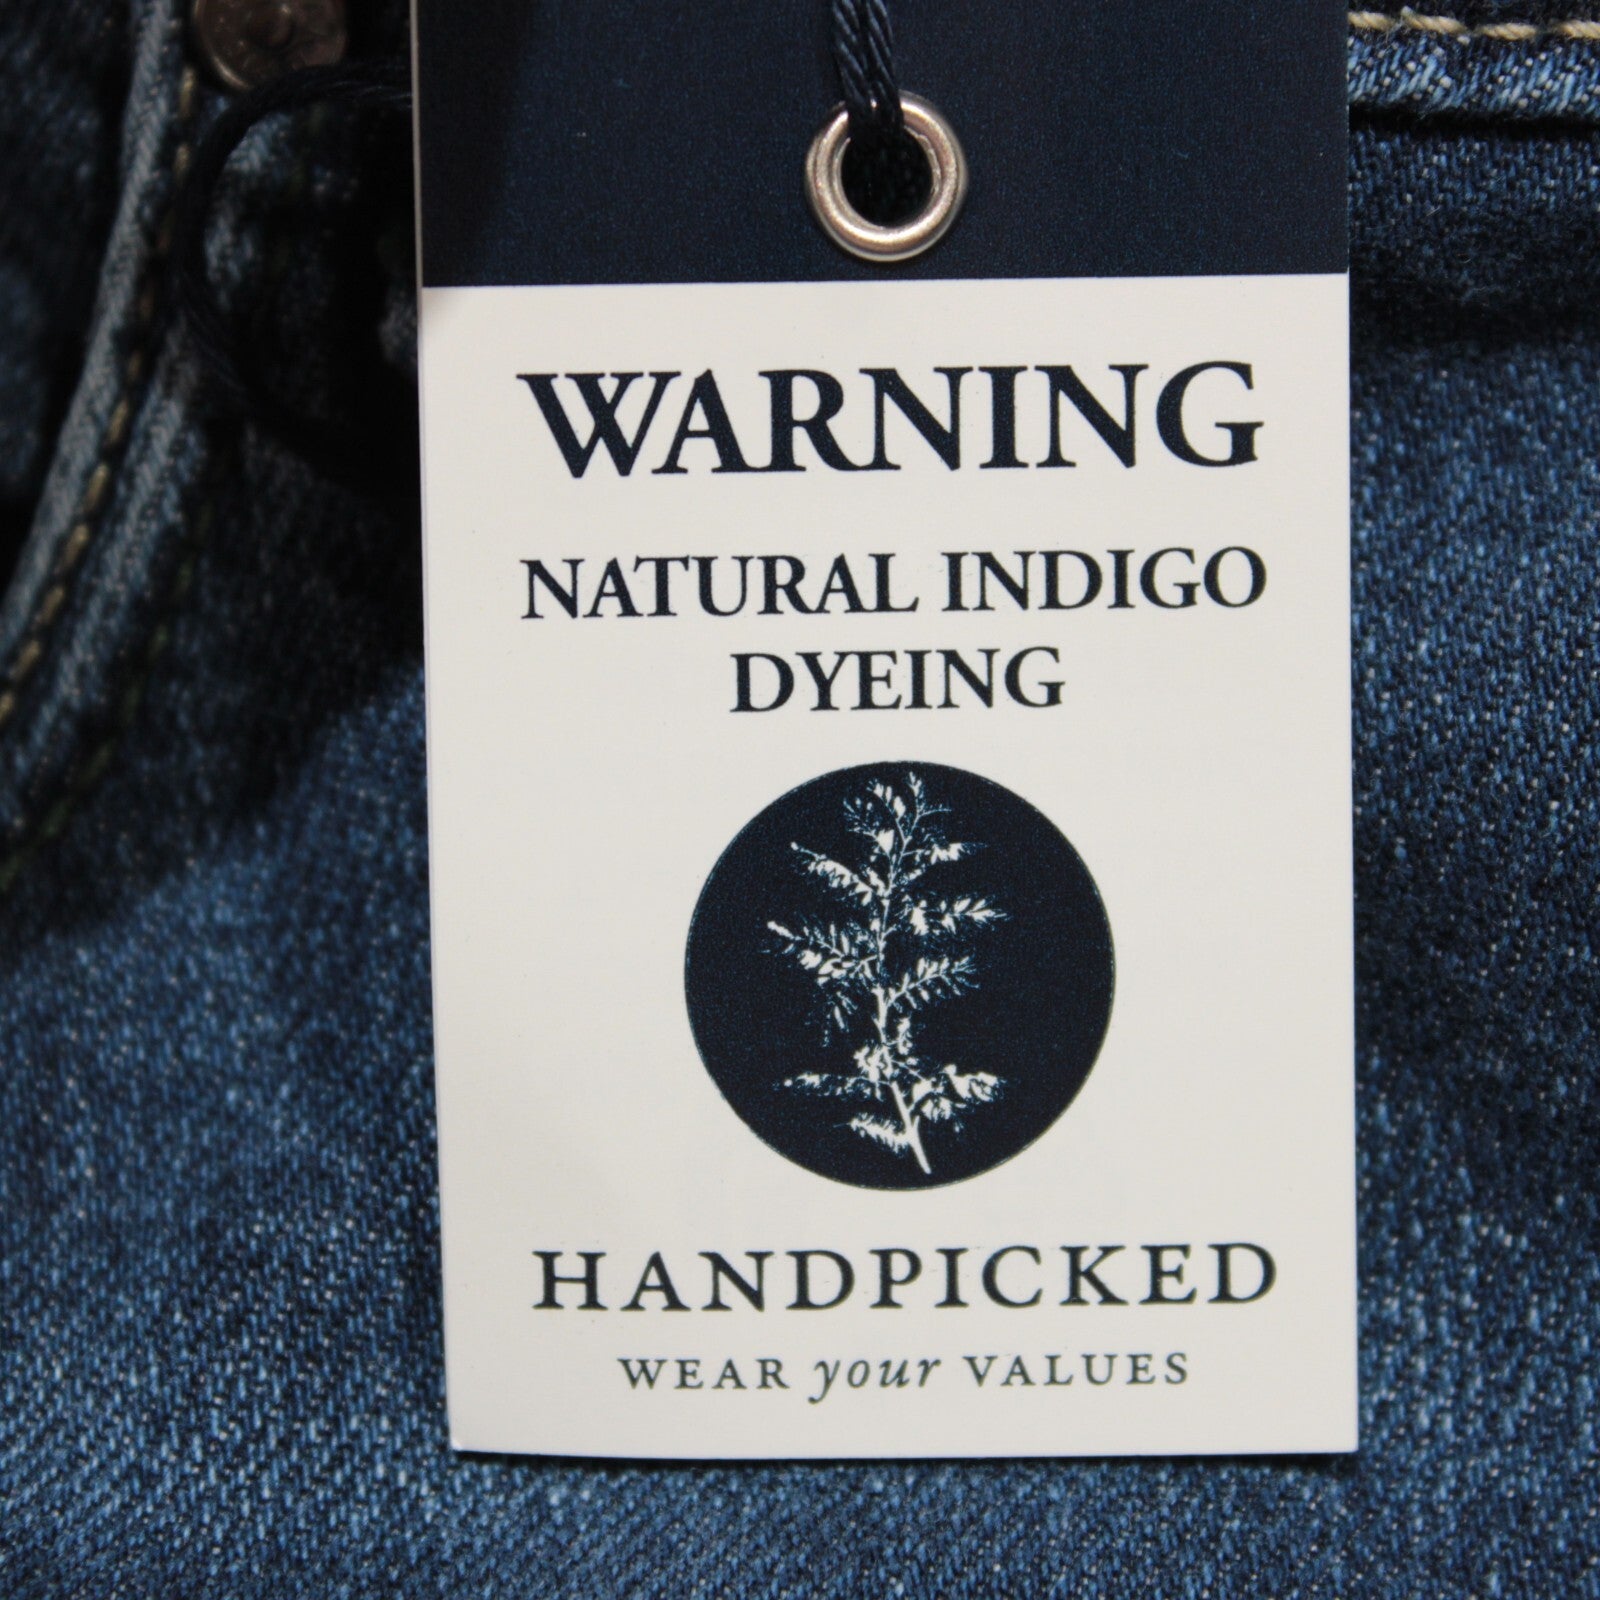 WARNING
NATURAL INDIGO
DYEING
HANDPICKED
WEAR your VALUES